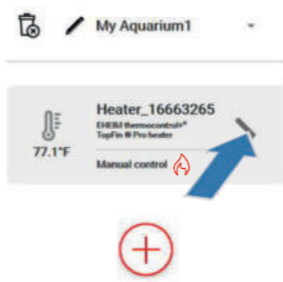 My Aquarium1
Heater_16663265
EHEIM thermocontrol+®
TopFin ® Pro heater
77.1°F
Manual control